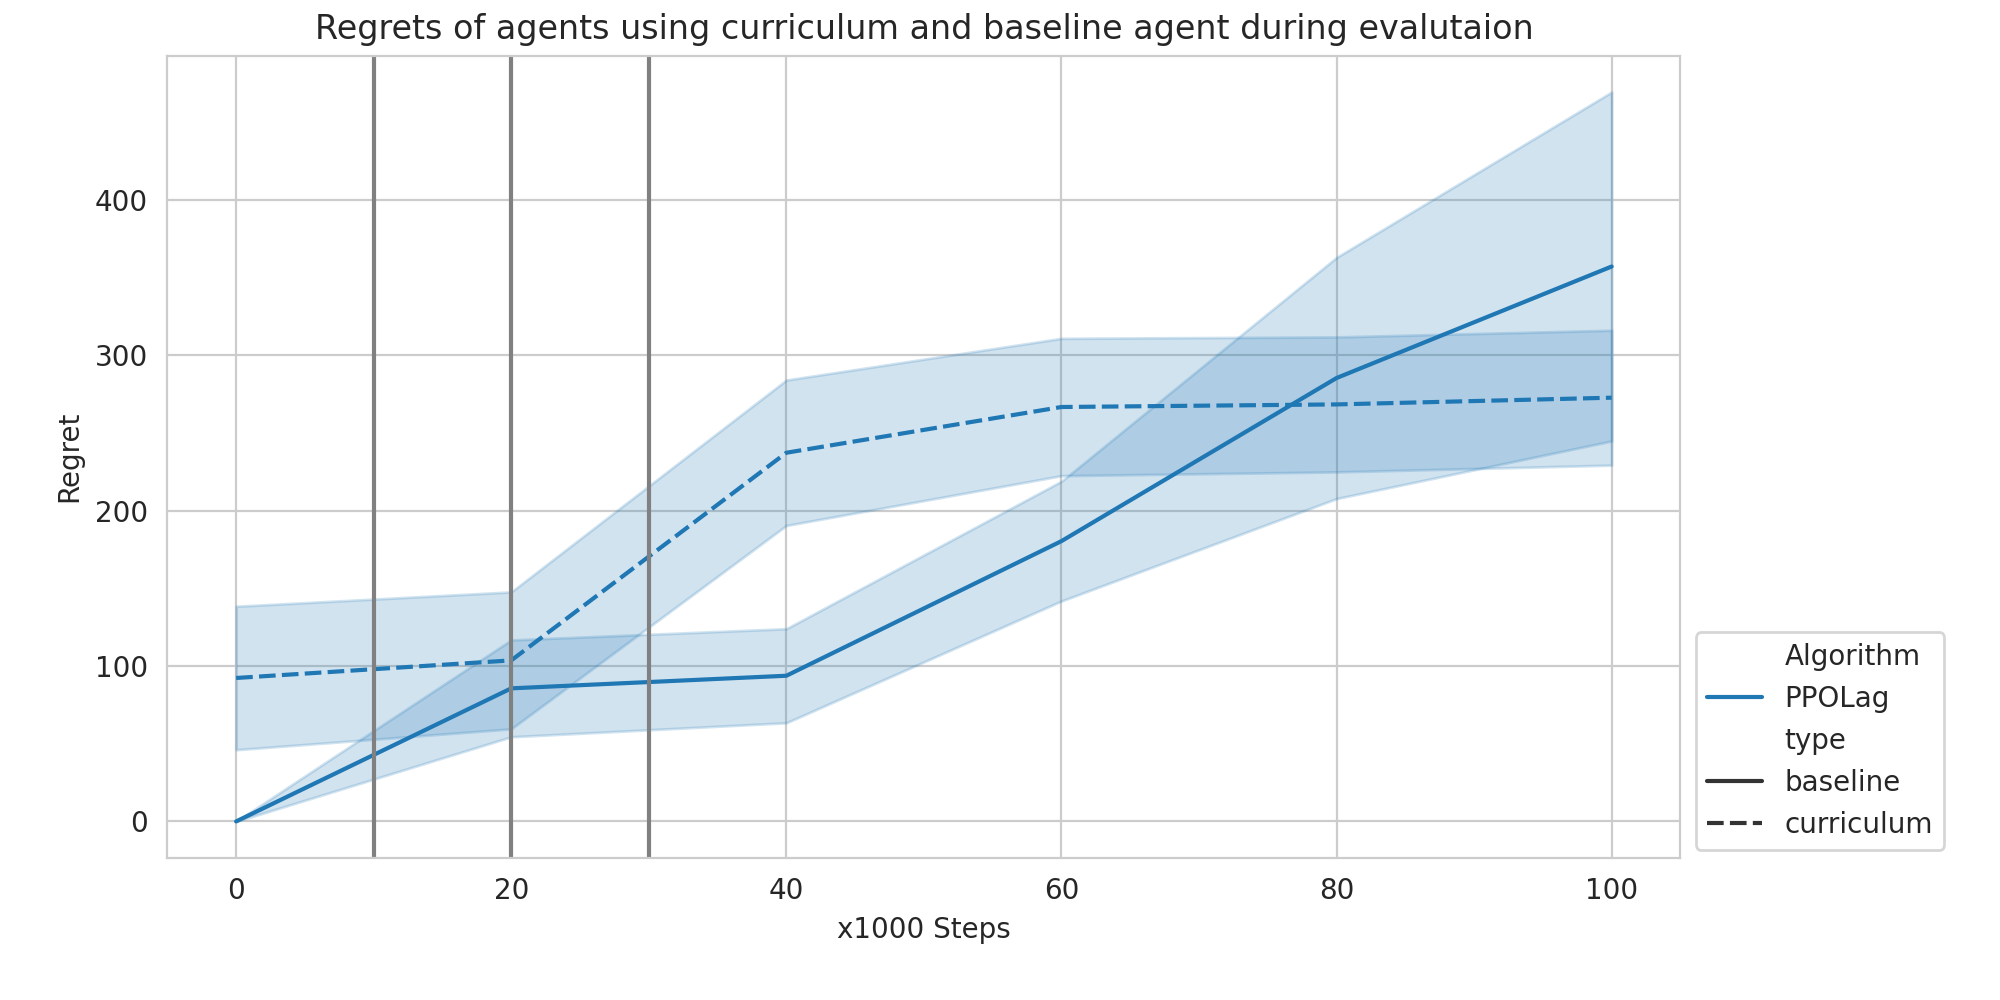 Regrets of agents using curriculum and baseline agent during evalutaion
400
300
200
100
0
Regret
0 20 40 60 80 100
x1000 Steps
Algorithm
PPOLag
type
baseline
curriculum